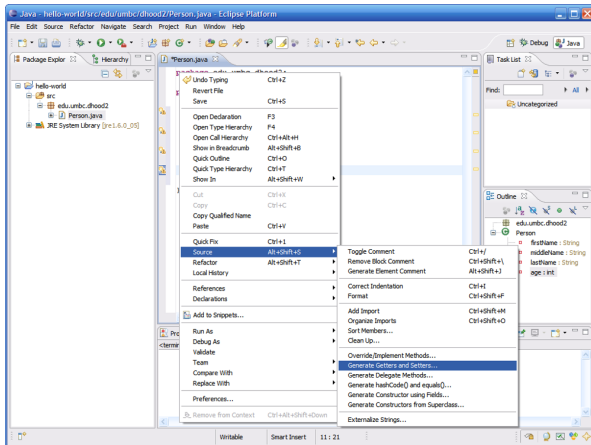 Java - hello-world/src/edu/umbc/dhood2/Person.java - Eclipse Platform
File Edit Source Refactor Navigate Search Project Run Window Help
Debug Java
Package Explor Hierarchy
*Person.java
Task List
package edu.umbc.dhood2;
hello-world
src
edu.umbc.dhood2
Person.java
JRE System Library [jre1.6.0_05]
Find: All
Uncategorized
Outline
edu.umbc.dhood2
Person
firstName : String
middleName : String
lastName : String
age : int
Undo Typing Ctrl+Z
Revert File
Save Ctrl+S
Open Declaration F3
Open Type Hierarchy F4
Open Call Hierarchy Ctrl+Alt+H
Show in Breadcrumb Alt+Shift+B
Quick Outline Ctrl+O
Quick Type Hierarchy Ctrl+T
Show In Alt+Shift+W
Cut Ctrl+X
Copy Ctrl+C
Copy Qualified Name
Paste Ctrl+V
Quick Fix Ctrl+1
Source Alt+Shift+S
Refactor Alt+Shift+T
Local History
References
Declarations
Add to Snippets...
Run As
Debug As
Validate
Team
Compare With
Replace With
Preferences...
Remove from Context Ctrl+Alt+Shift+Down
Toggle Comment Ctrl+/
Remove Block Comment Ctrl+Shift+\
Generate Element Comment Alt+Shift+J
Correct Indentation Ctrl+I
Format Ctrl+Shift+F
Add Import Ctrl+Shift+M
Organize Imports Ctrl+Shift+O
Sort Members...
Clean Up...
Override/Implement Methods...
Generate Getters and Setters...
Generate Delegate Methods...
Generate hashCode() and equals()...
Generate Constructor using Fields...
Generate Constructors from Superclass...
Externalize Strings...
Writable Smart Insert 11 : 21